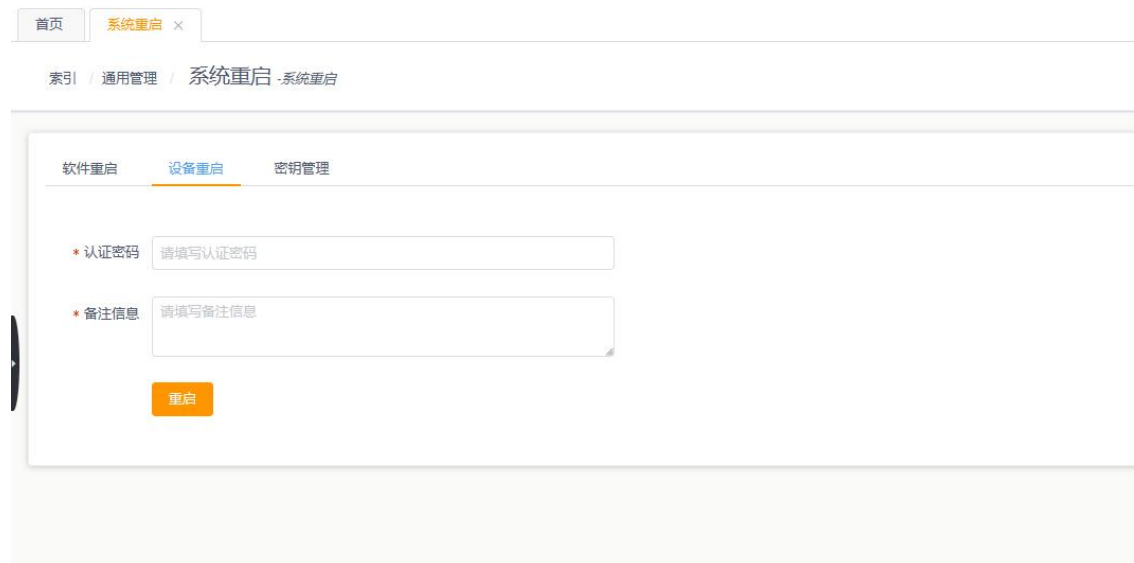 首页 系统重启 ×
索引 / 通用管理 / 系统重启 -系统重启
软件重启 设备重启 密钥管理
* 认证密码 请填写认证密码
* 备注信息 请填写备注信息
重启